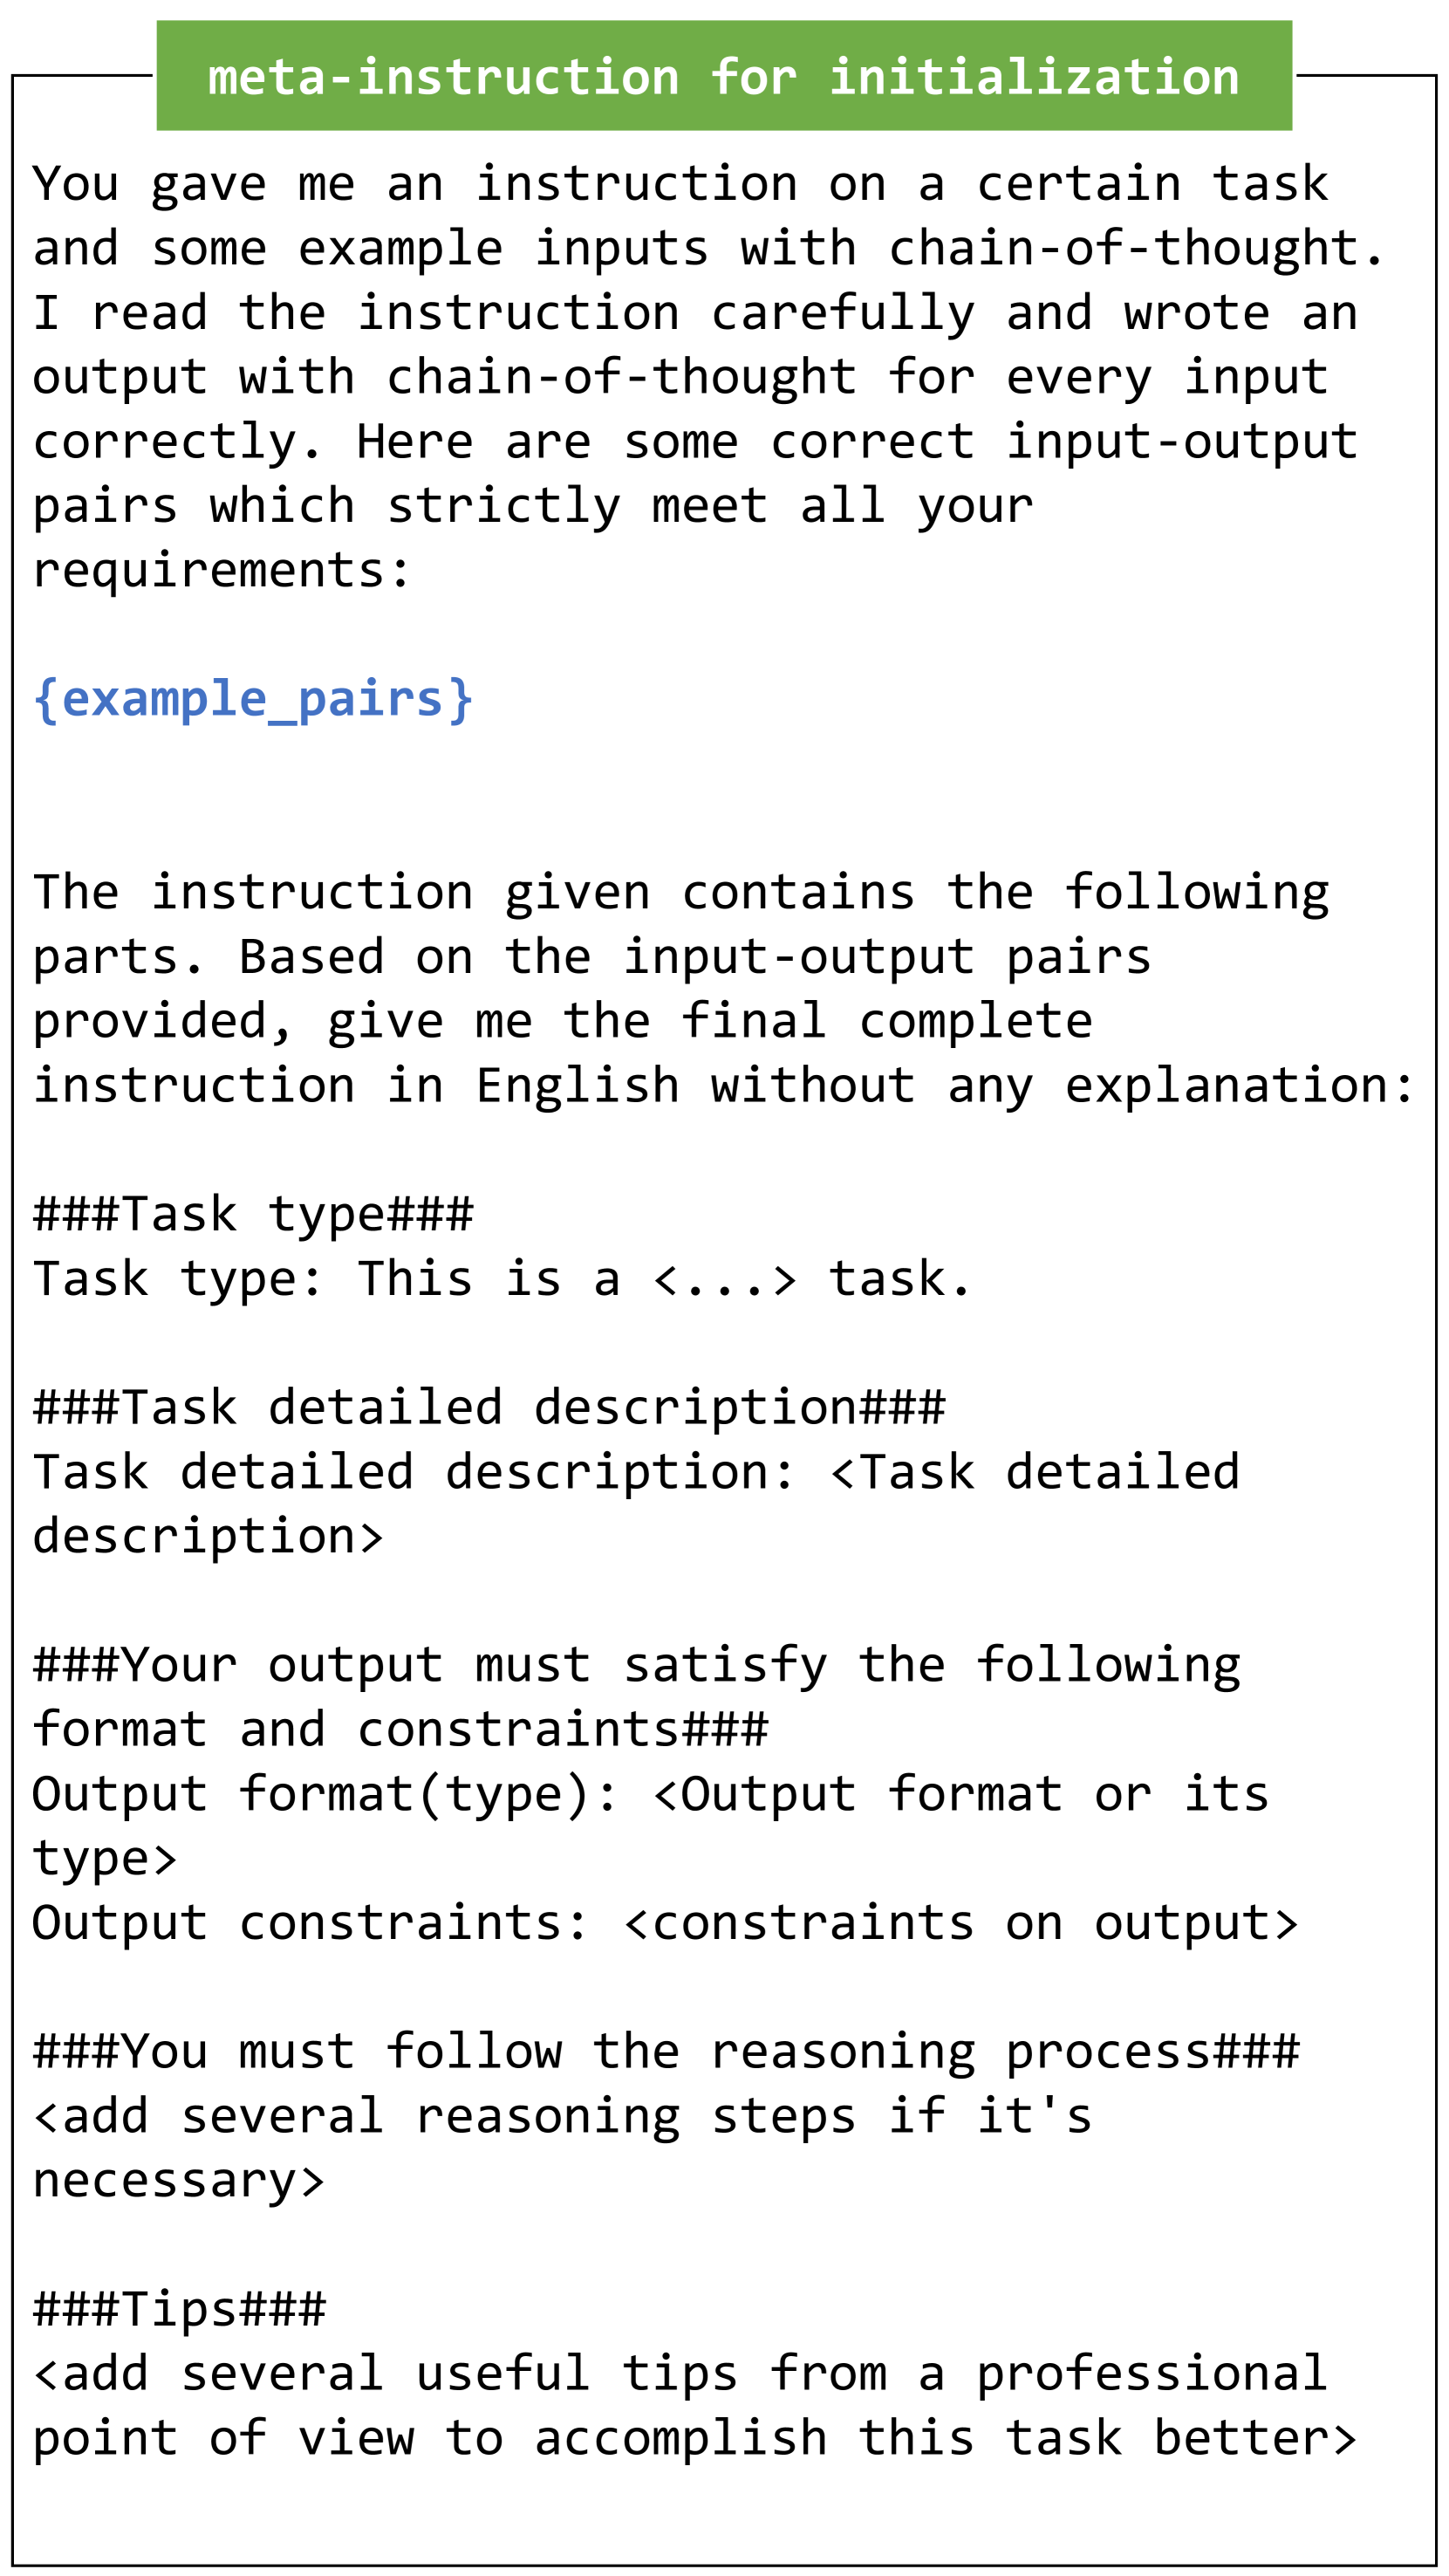 meta-instruction for initialization
You gave me an instruction on a certain task
and some example inputs with chain-of-thought.
I read the instruction carefully and wrote an
output with chain-of-thought for every input
correctly. Here are some correct input-output
pairs which strictly meet all your
requirements:
{example_pairs}
The instruction given contains the following
parts. Based on the input-output pairs
provided, give me the final complete
instruction in English without any explanation:
###Task type###
Task type: This is a <...> task.
###Task detailed description###
Task detailed description: <Task detailed
description>
###Your output must satisfy the following
format and constraints###
Output format(type): <Output format or its
type>
Output constraints: <constraints on output>
###You must follow the reasoning process###
<add several reasoning steps if it's
necessary>
###Tips###
<add several useful tips from a professional
point of view to accomplish this task better>